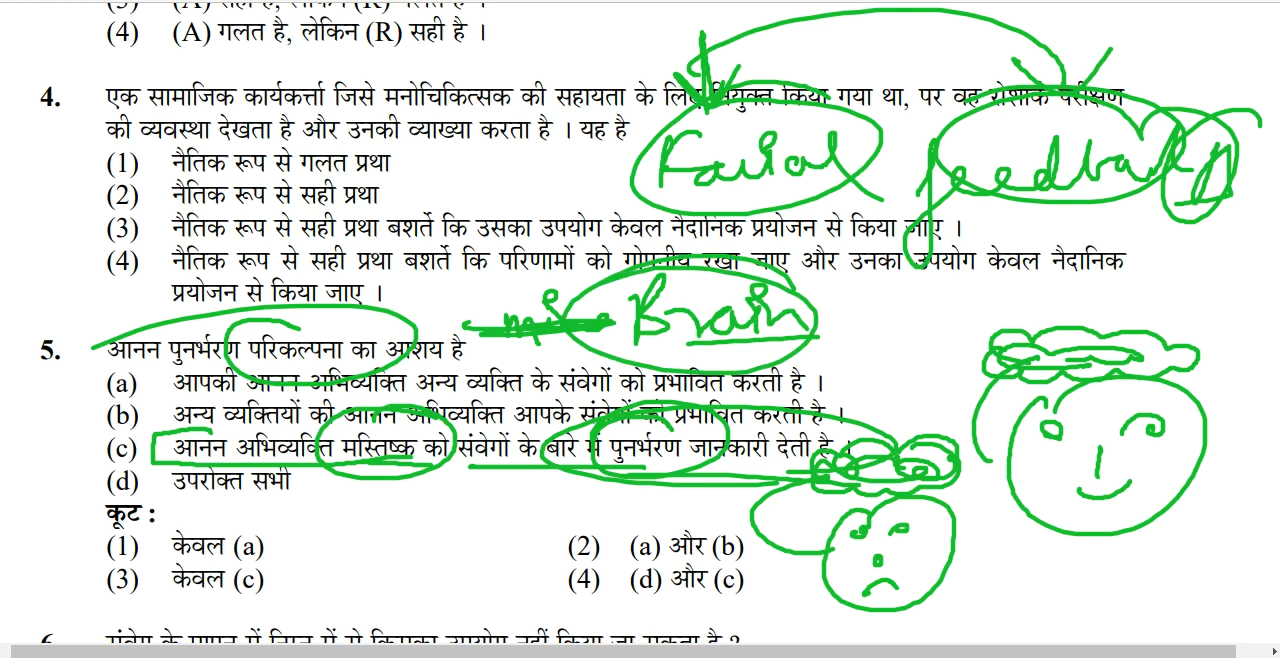 (4) (A) गलत है, लेकिन (R) सही है ।
4. एक सामाजिक कार्यकर्त्ता जिसे मनोचिकित्सक की सहायता के लिए नियुक्त किया गया था, पर वह रोशार्क परीक्षण
की व्यवस्था देखता है और उनकी व्याख्या करता है । यह है
(1) नैतिक रूप से गलत प्रथा
(2) नैतिक रूप से सही प्रथा
(3) नैतिक रूप से सही प्रथा बशर्ते कि उसका उपयोग केवल नैदानिक प्रयोजन से किया जाए ।
(4) नैतिक रूप से सही प्रथा बशर्ते कि परिणामों को गोपनीय रखा जाए और उनका उपयोग केवल नैदानिक
प्रयोजन से किया जाए ।
feedback
Brain
5. आनन पुनर्भरण परिकल्पना का आशय है
(a) आपकी आनन अभिव्यक्ति अन्य व्यक्ति के संवेगों को प्रभावित करती है ।
(b) अन्य व्यक्तियों की आनन अभिव्यक्ति आपके संवेगों को प्रभावित करती है ।
(c) आनन अभिव्यक्ति मस्तिष्क को संवेगों के बारे में पुनर्भरण जानकारी देती है ।
(d) उपरोक्त सभी
कूट :
(1) केवल (a) (2) (a) और (b)
(3) केवल (c) (4) (d) और (c)